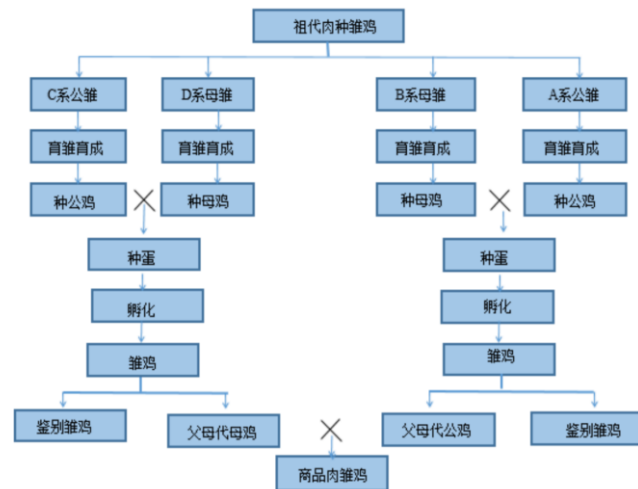 祖代肉种雏鸡
C系公雏
D系母雏
B系母雏
A系公雏
育雏育成
育雏育成
育雏育成
育雏育成
种公鸡
种母鸡
种母鸡
种公鸡
种蛋
种蛋
孵化
孵化
雏鸡
雏鸡
鉴别雏鸡
父母代母鸡
父母代公鸡
鉴别雏鸡
商品肉雏鸡